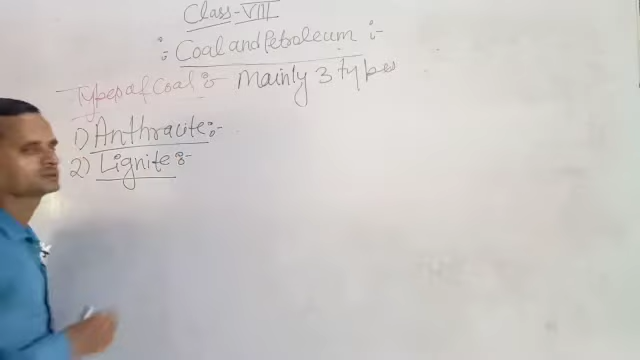 Class-VIII
:Coal and Petroleum:-
Types of Coal:- Mainly 3 types
1) Anthracite:-
2) Lignite:-